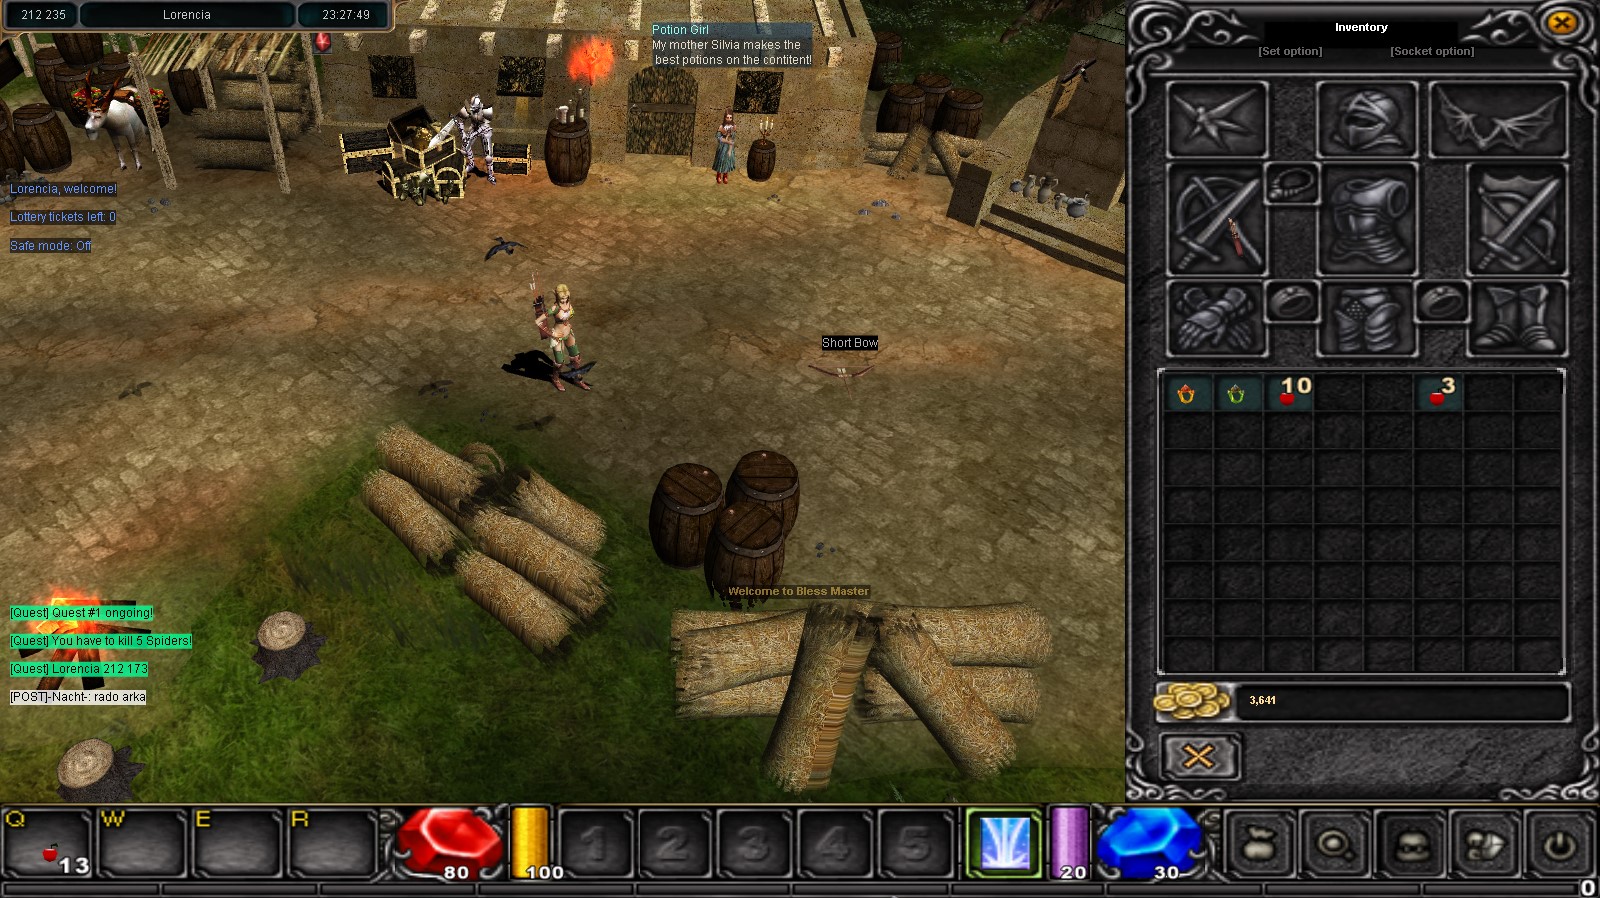 212 235
Lorencia
23:27:49
Potion Girl
My mother Silvia makes the
best potions on the contitent!
Inventory
[Set option]
[Socket option]
Lorencia, welcome!
Lottery tickets left: 0
Safe mode: Off
Short Bow
10
3
Welcome to Bless Master
[Quest] Quest #1 ongoing!
[Quest] You have to kill 5 Spiders!
[Quest] Lorencia 212 173
[POST]-Nacht-: rado arka
3,641
Q
W
E
R
13
80
100
1
2
3
4
5
20
30
0